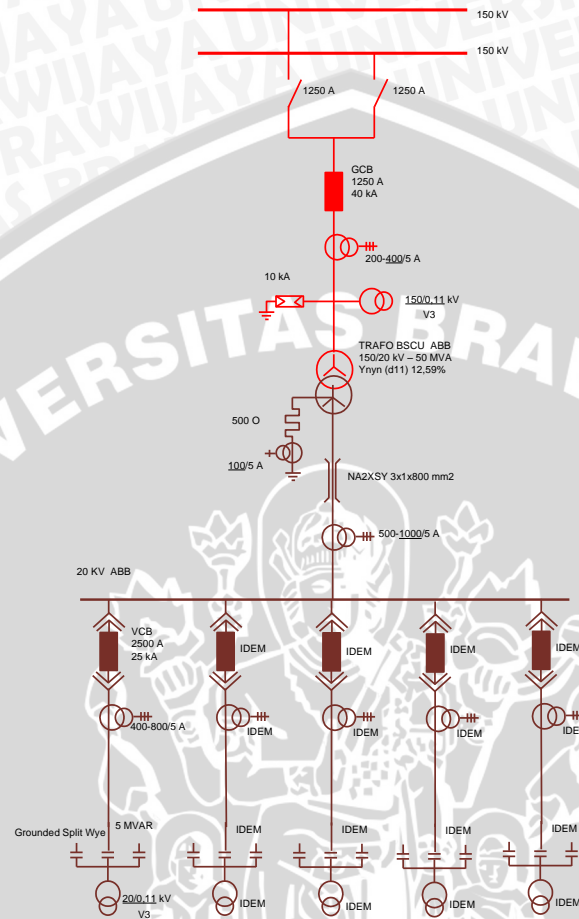 150 kV
150 kV
1250 A
1250 A
GCB
1250 A
40 kA
200-400/5 A
10 kA
150/0,11 kV
V3
TRAFO BSCU ABB
150/20 kV – 50 MVA
Ynyn (d11) 12,59%
500 O
100/5 A
NA2XSY 3x1x800 mm2
500-1000/5 A
20 KV ABB
VCB
2500 A
25 kA
IDEM
IDEM
IDEM
IDEM
400-800/5 A
IDEM
IDEM
IDEM
IDEM
5 MVAR
Grounded Split Wye
IDEM
IDEM
IDEM
IDEM
20/0,11 kV
V3
IDEM
IDEM
IDEM
IDEM
VERSITAS BRA